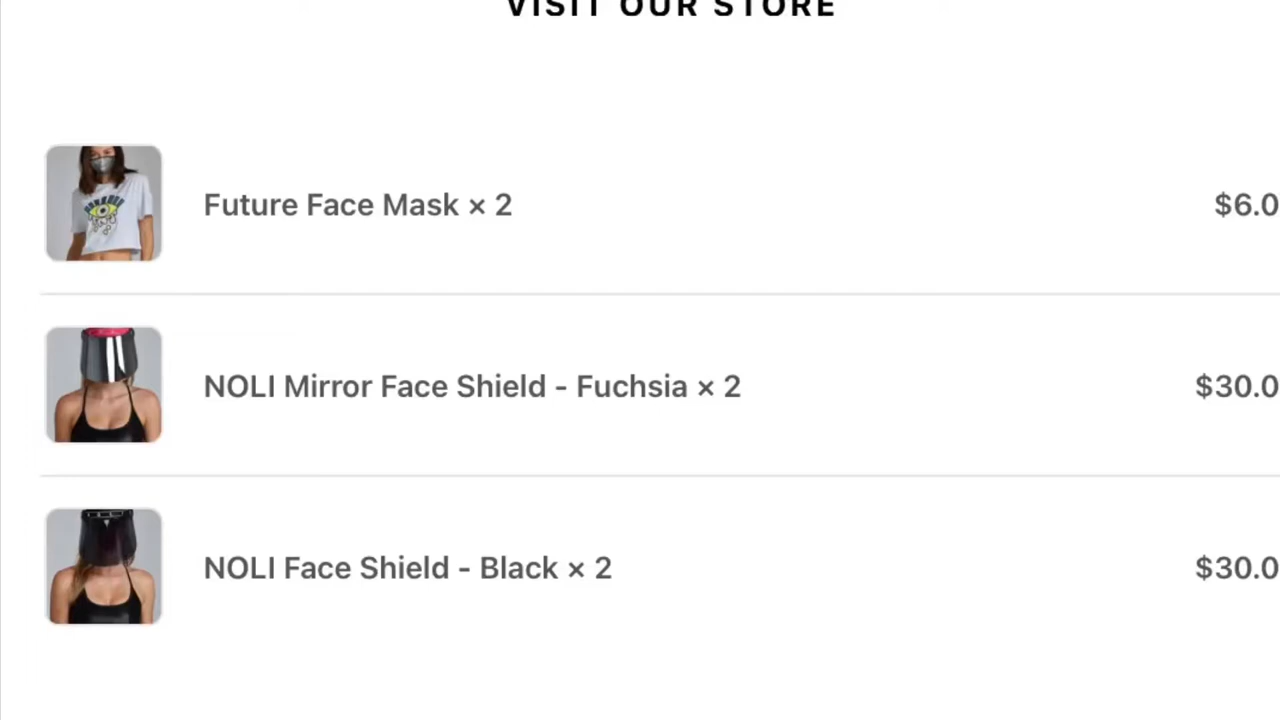 VISIT OUR STORE
Future Face Mask × 2 $6.0
NOLI Mirror Face Shield - Fuchsia × 2 $30.0
NOLI Face Shield - Black × 2 $30.0